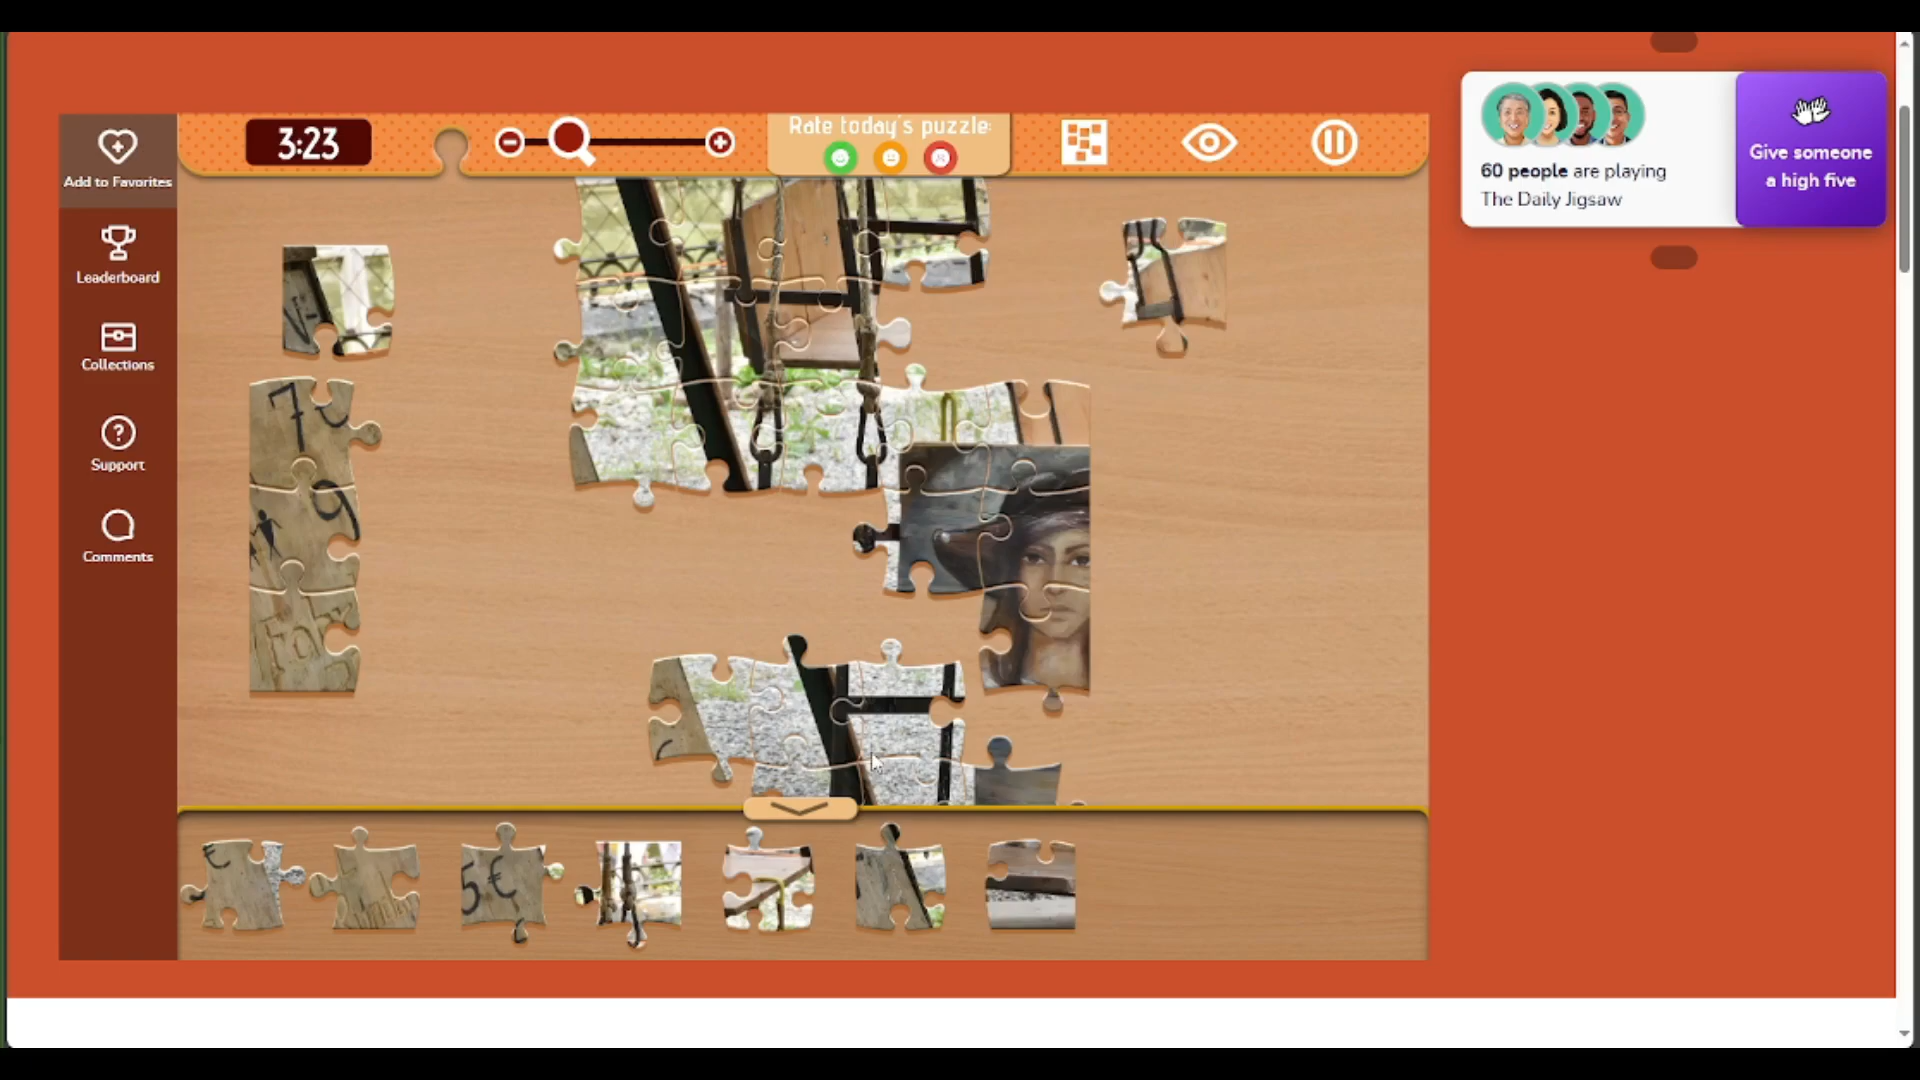 Rate today's puzzle:
3:23
Add to Favorites
Leaderboard
Collections
Support
Comments
60 people are playing
The Daily Jigsaw
Give someone
a high five
7
9
For
€
5€